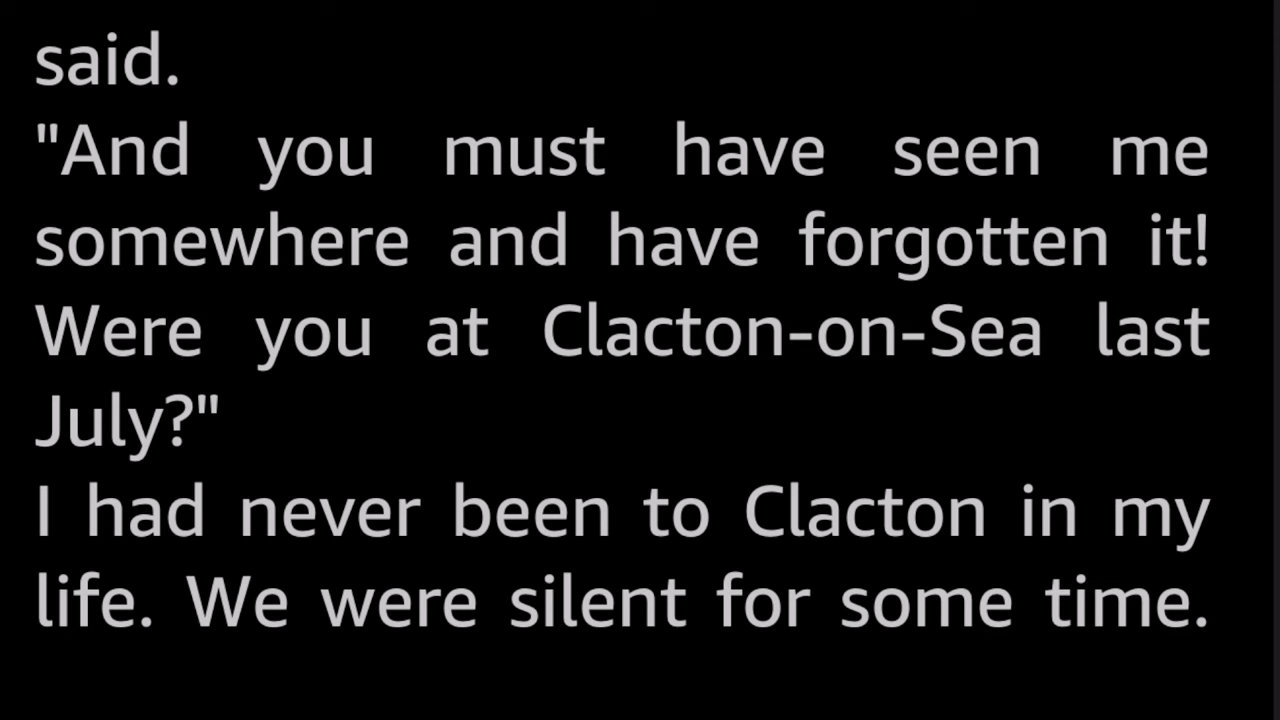 said.
"And you must have seen me
somewhere and have forgotten it!
Were you at Clacton-on-Sea last
July?"
I had never been to Clacton in my
life. We were silent for some time.